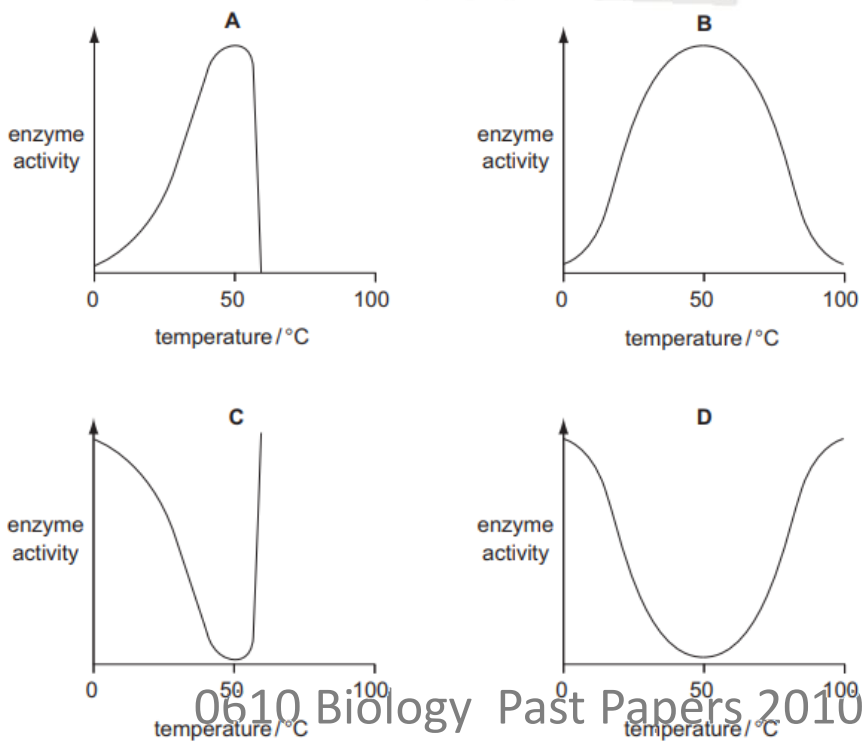 A
B
enzyme
activity
enzyme
activity
0 50 100
0 50 100
temperature/°C
temperature/°C
C
D
enzyme
activity
enzyme
activity
0 50 100
0 50 100
0610 Biology Past Papers 2010
temperature/°C
temperature/°C